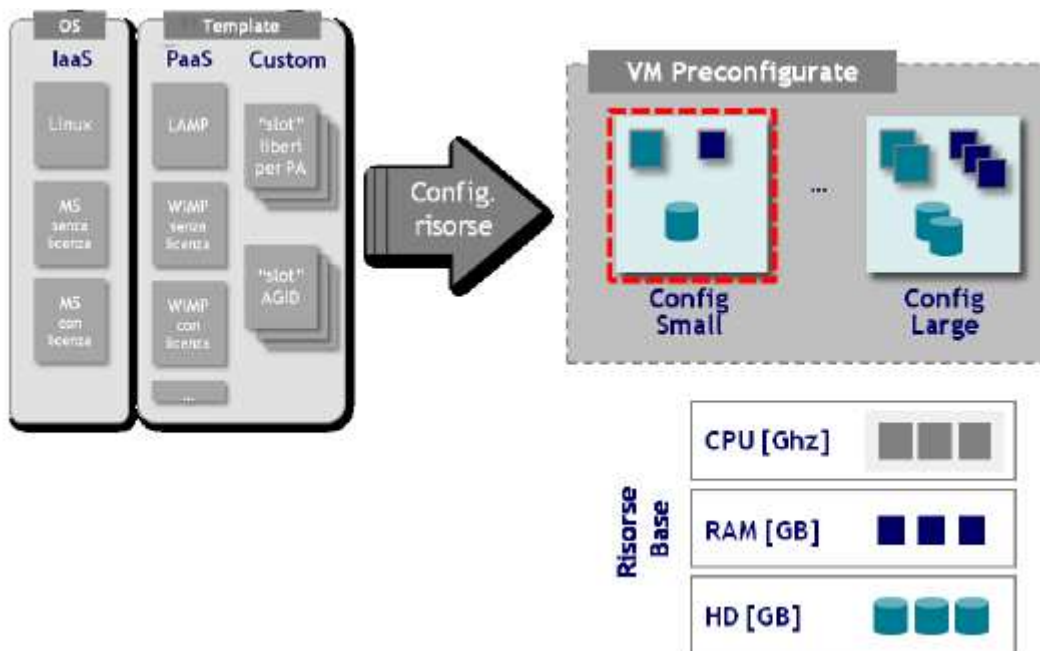 OS
Template
IaaS
PaaS
Custom
Linux
MS
senza
licenza
MS
con
licenza
LAMP
WIMP
senza
licenza
WIMP
con
licenza
...
"slot"
liberi
per PA
"slot"
AGID
Config.
risorse
VM Preconfigurate
...
Config
Small
Config
Large
Risorse
Base
CPU [Ghz]
RAM [GB]
HD [GB]